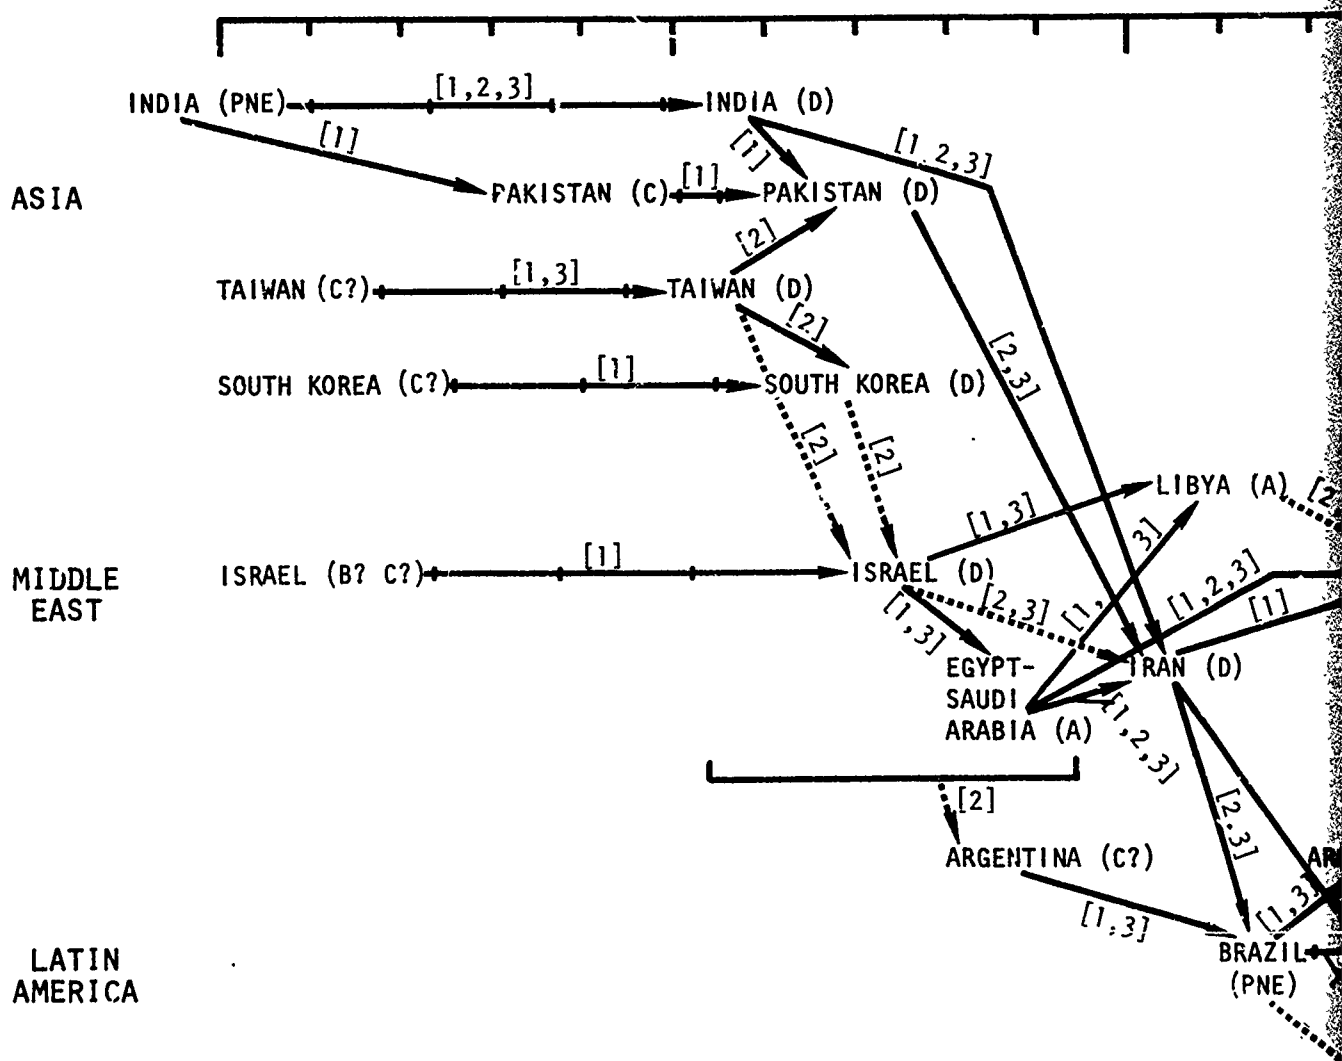 [1,2,3]
INDIA (PNE)
INDIA (D)
[1]
[1]
[1,2,3]
ASIA
PAKISTAN (C)
[1]
PAKISTAN (D)
[2]
TAIWAN (C?)
[1,3]
TAIWAN (D)
[2]
[2,3]
SOUTH KOREA (C?)
[1]
SOUTH KOREA (D)
[2]
[2]
LIBYA (A)
[2
[1,3]
[1, 3]
MIDDLE
EAST
ISRAEL (B? C?)
[1]
ISRAEL (D)
[2,3]
[1,2,3]
[1]
[1,3]
EGYPT-
SAUDI
ARABIA (A)
IRAN (D)
[1,2,3]
[2]
[2.3]
ARGENTINA (C?)
AR
[1,3]
[1,3]
LATIN
AMERICA
BRAZIL
(PNE)